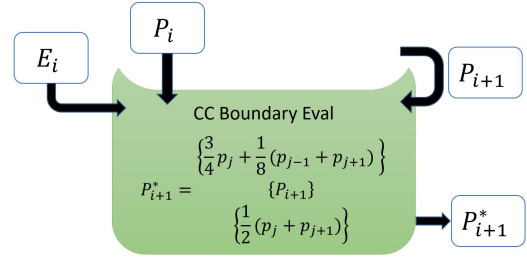 P_i
E_i
P_{i+1}
CC Boundary Eval
{3/4 p_j + 1/8 (p_{j-1} + p_{j+1})}
P^*_{i+1} = {P_{i+1}}
{1/2 (p_j + p_{j+1})}
P^*_{i+1}